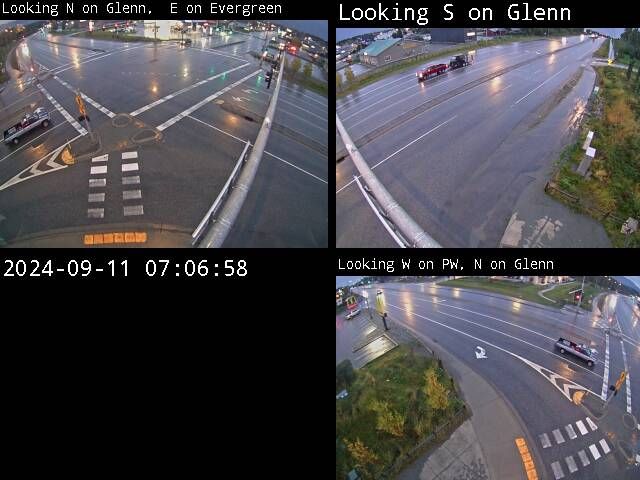 Looking N on Glenn,  E on Evergreen
Looking S on Glenn
2024-09-11 07:06:58
Looking W on PW, N on Glenn